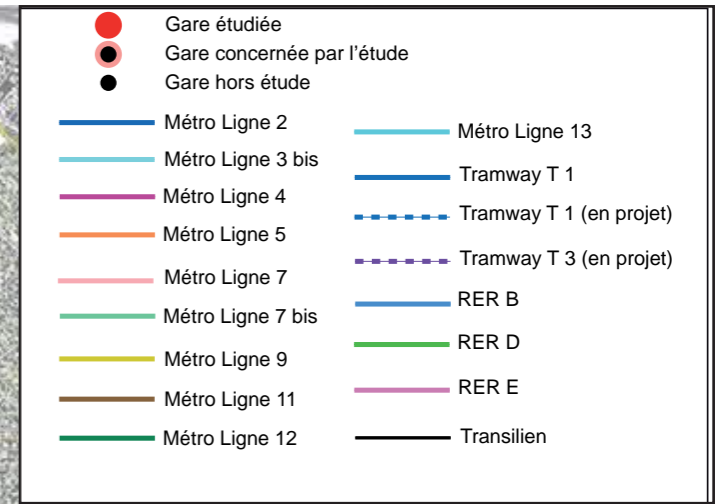 Gare étudiée
Gare concernée par l'étude
Gare hors étude
Métro Ligne 2
Métro Ligne 3 bis
Métro Ligne 4
Métro Ligne 5
Métro Ligne 7
Métro Ligne 7 bis
Métro Ligne 9
Métro Ligne 11
Métro Ligne 12
Métro Ligne 13
Tramway T 1
Tramway T 1 (en projet)
Tramway T 3 (en projet)
RER B
RER D
RER E
Transilien